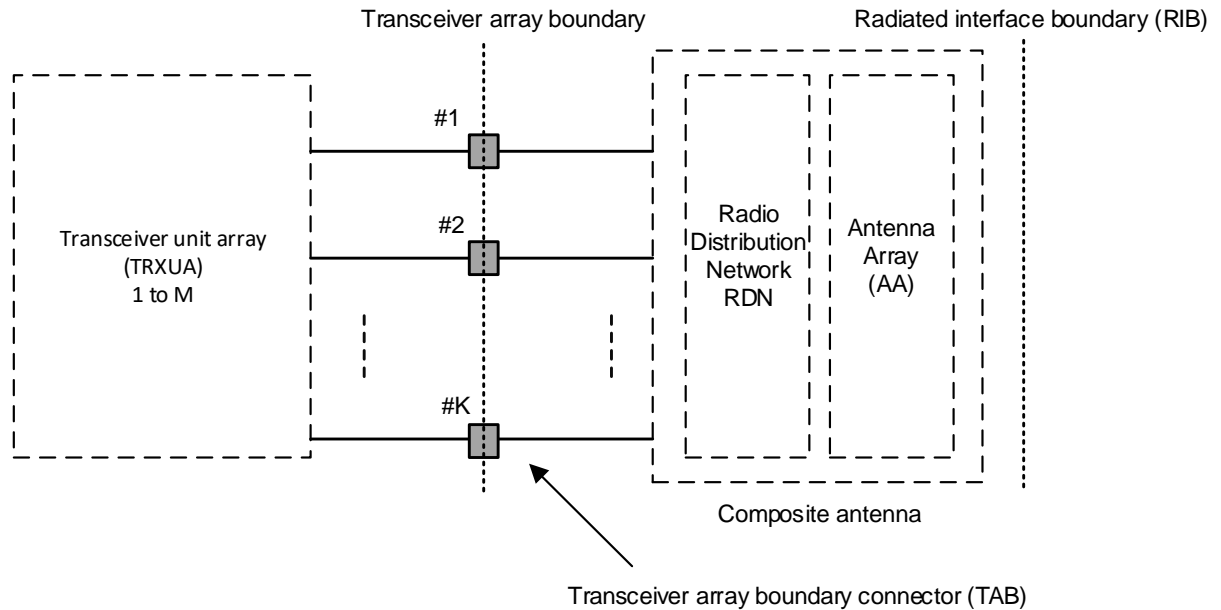 Transceiver array boundary
Radiated interface boundary (RIB)
#1
#2
#K
Transceiver unit array
(TRXUA)
1 to M
Radio
Distribution
Network
RDN
Antenna
Array
(AA)
Composite antenna
Transceiver array boundary connector (TAB)